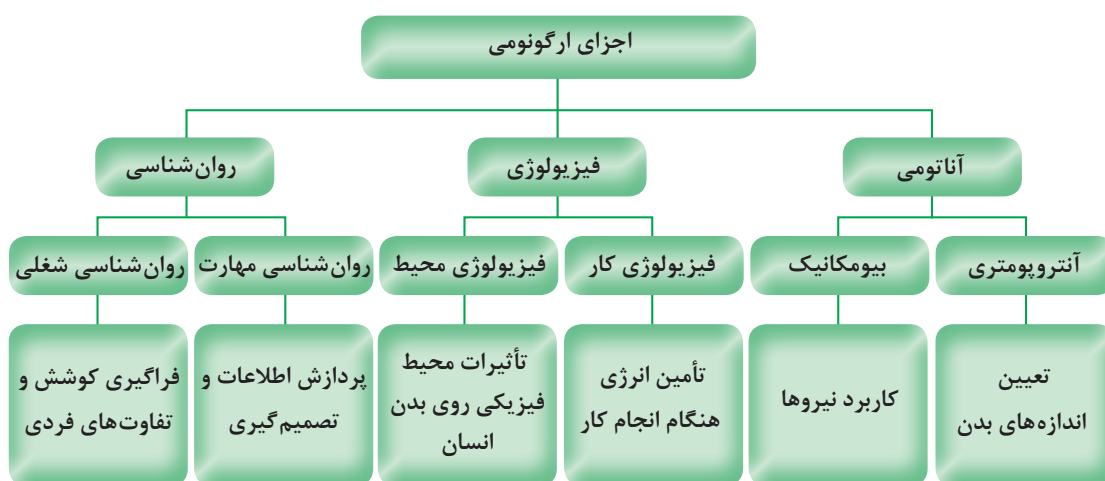 اجزای ارگونومی
آناتومی
فیزیولوژی
روان‌شناسی
آنتروپومتری
بیومکانیک
فیزیولوژی کار
فیزیولوژی محیط
روان‌شناسی مهارت
روان‌شناسی شغلی
تعیین
اندازه‌های بدن
کاربرد نیروها
تأمین انرژی
هنگام انجام کار
تأثیرات محیط
فیزیکی روی بدن
انسان
پردازش اطلاعات و
تصمیم‌گیری
فراگیری کوشش و
تفاوت‌های فردی